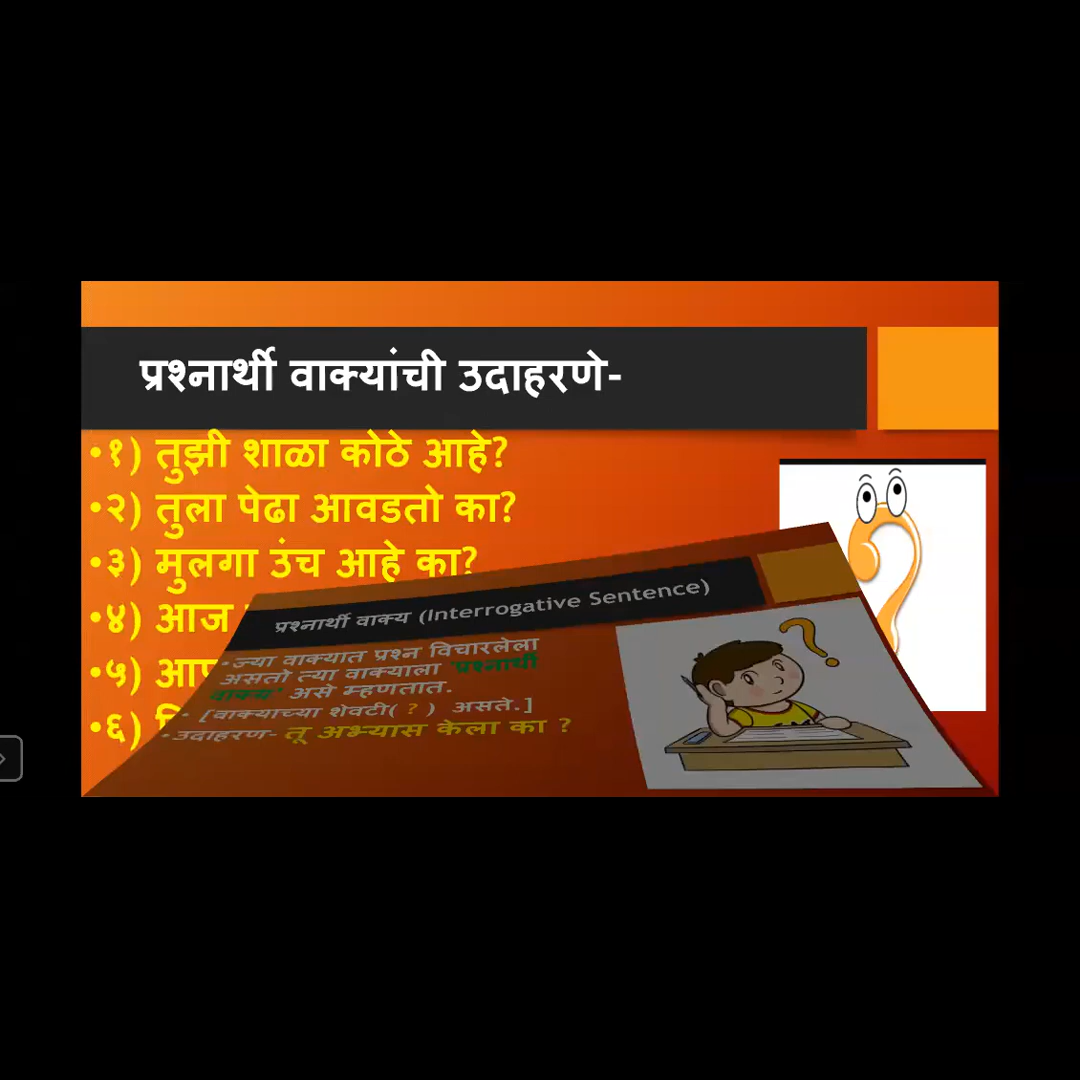 प्रश्नार्थी वाक्यांची उदाहरणे-
•१) तुझी शाळा कोठे आहे?
•२) तुला पेढा आवडतो का?
•३) मुलगा उंच आहे का?
•४) आज
•५)
•६)
प्रश्नार्थी वाक्य (Interrogative Sentence)
•ज्या वाक्यात प्रश्न विचारलेला
असतो त्या वाक्याला 'प्रश्नार्थी
वाक्य' असे म्हणतात.
• [वाक्याच्या शेवटी( ? ) असते.]
•उदाहरण- तू अभ्यास केला का ?